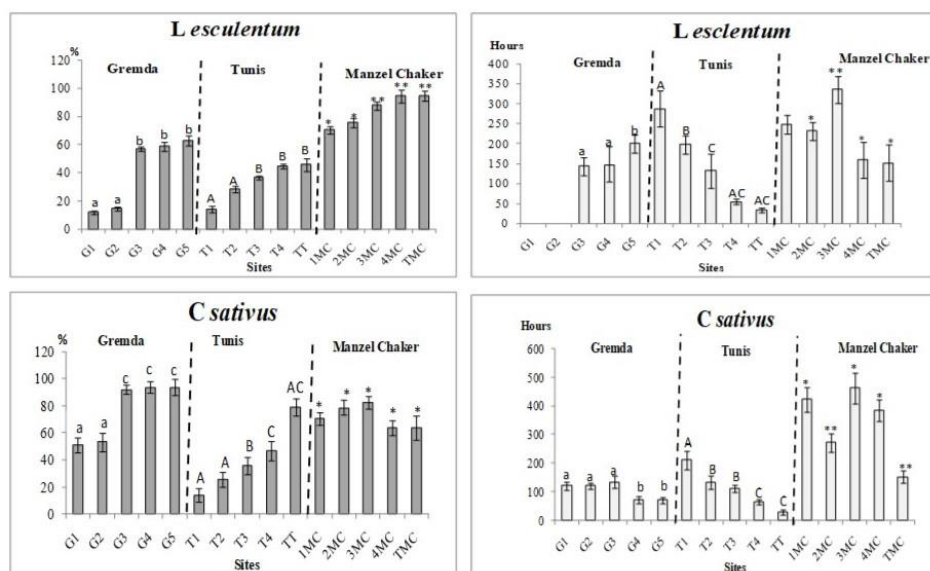 L esculentum
%
Gremda
Tunis
Manzel Chaker
120
100
80
60
40
20
0
a a b b b A A B B B * * ** ** **
G1 G2 G3 G4 G5 T1 T2 T3 T4 TT 1MC 2MC 3MC 4MC TMC
Sites
L esclentum
Hours
Gremda
Tunis
Manzel Chaker
400
350
300
250
200
150
100
50
0
a a b A B C AC AC * ** * *
G1 G2 G3 G4 G5 T1 T2 T3 T4 TT 1MC 2MC 3MC 4MC TMC
Sites
C sativus
%
Gremda
Tunis
Manzel Chaker
120
100
80
60
40
20
0
a a c c c A A B C AC * * * * *
G1 G2 G3 G4 G5 T1 T2 T3 T4 TT 1MC 2MC 3MC 4MC TMC
Sites
C sativus
Hours
Gremda
Tunis
Manzel Chaker
600
500
400
300
200
100
0
a a a b b A B B C C * ** * * **
G1 G2 G3 G4 G5 T1 T2 T3 T4 TT 1MC 2MC 3MC 4MC TMC
Sites